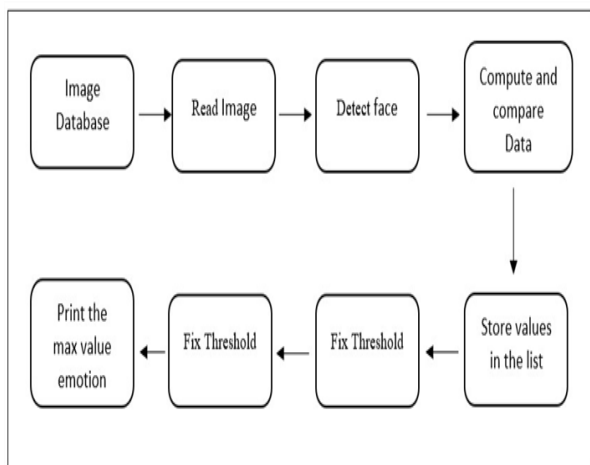 Image
Database
Read Image
Detect face
Compute and
compare
Data
Store values
in the list
Fix Threshold
Fix Threshold
Print the
max value
emotion